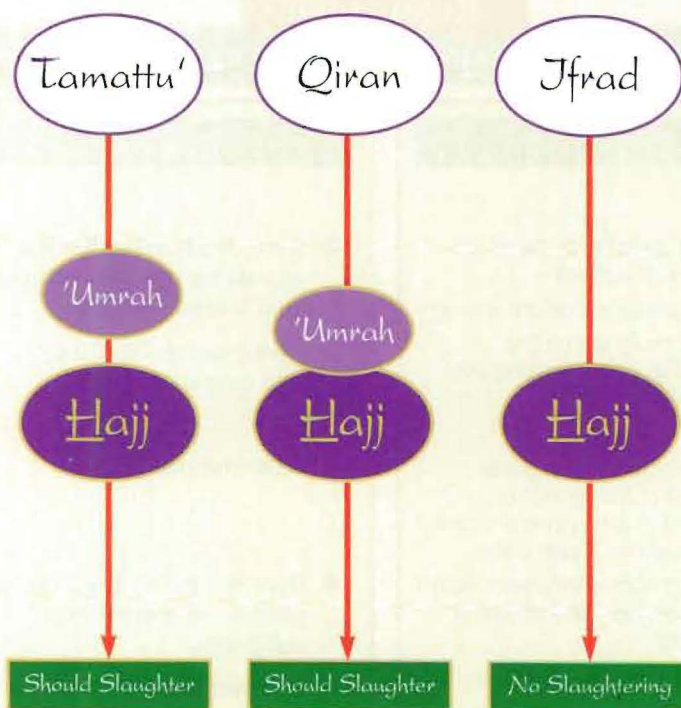 Tamattu‘ Qiran Ifrad
'Umrah
'Umrah
Hajj Hajj Hajj
Should Slaughter Should Slaughter No Slaughtering